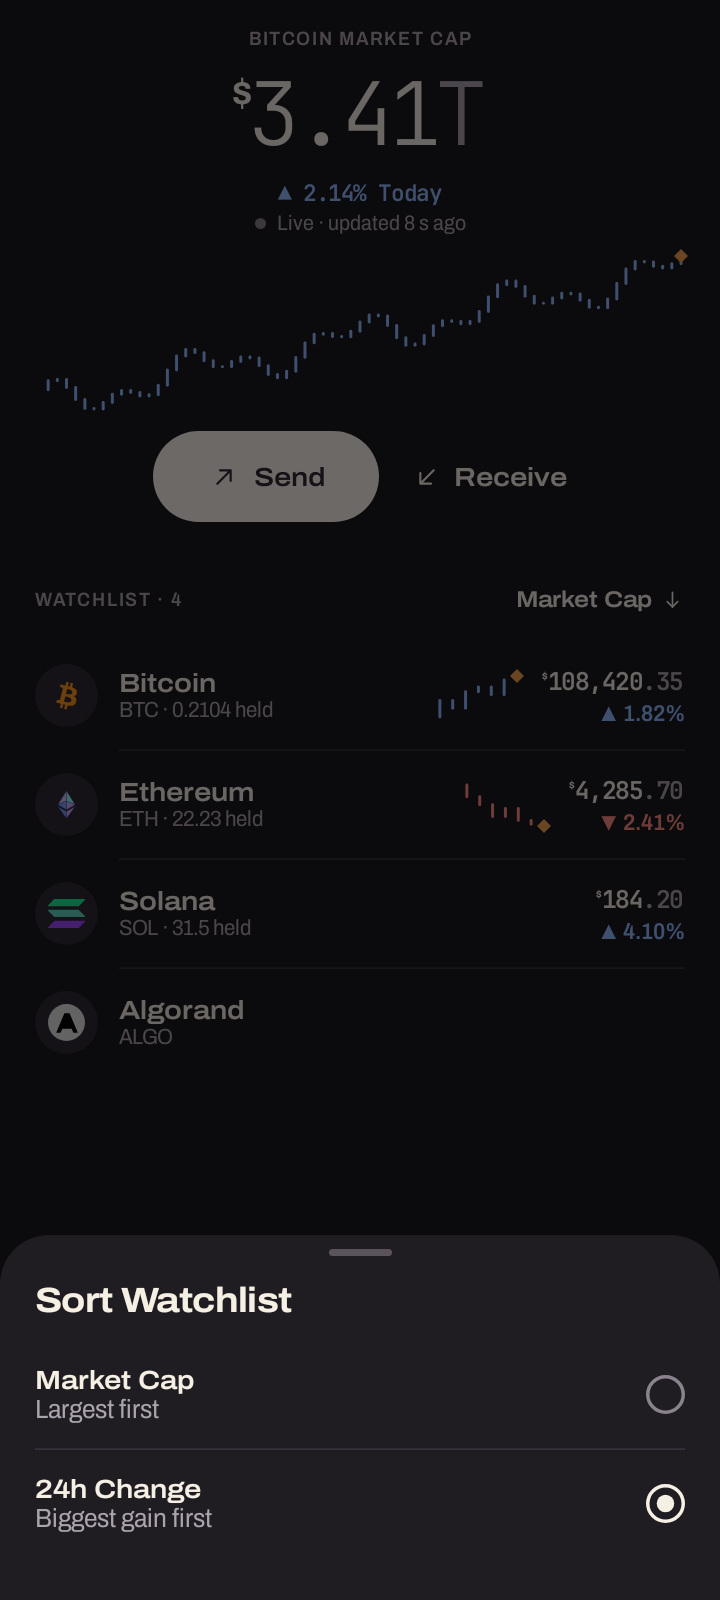 BITCOIN MARKET CAP
$3.41T
▲ 2.14% Today
Live · updated 8 s ago
Send
Receive
WATCHLIST · 4
Market Cap ↓
Bitcoin
$108,420.35
BTC · 0.2104 held
▲ 1.82%
Ethereum
$4,285.70
ETH · 22.23 held
▼ 2.41%
Solana
$184.20
SOL · 31.5 held
▲ 4.10%
Algorand
ALGO
Sort Watchlist
Market Cap
Largest first
24h Change
Biggest gain first